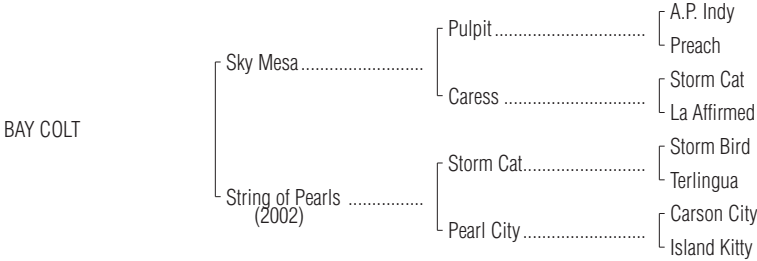 A.P. Indy
Pulpit
Preach
Sky Mesa
Storm Cat
Caress
La Affirmed
BAY COLT
Storm Bird
Storm Cat
Terlingua
String of Pearls
(2002)
Carson City
Pearl City
Island Kitty